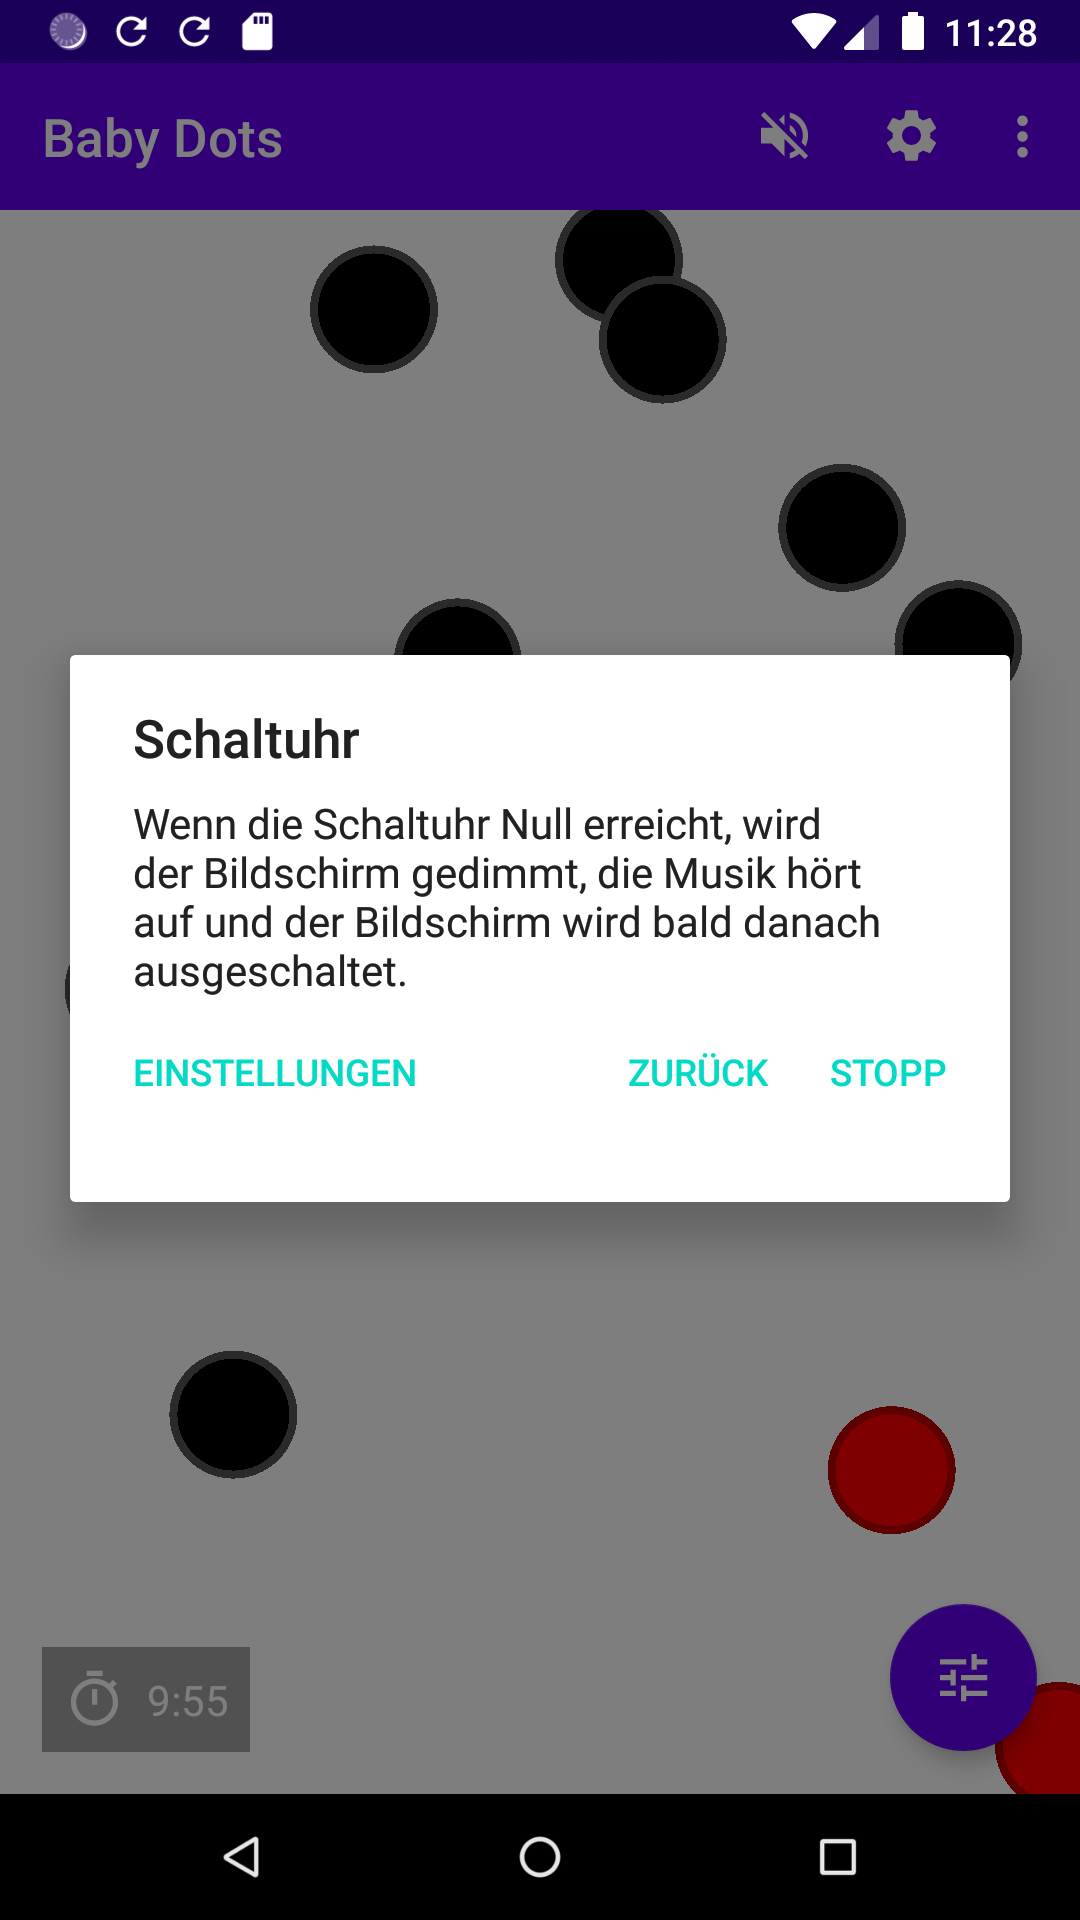 11:28
Baby Dots
Schaltuhr
Wenn die Schaltuhr Null erreicht, wird
der Bildschirm gedimmt, die Musik hört
auf und der Bildschirm wird bald danach
ausgeschaltet.
EINSTELLUNGEN ZURÜCK STOPP
9:55